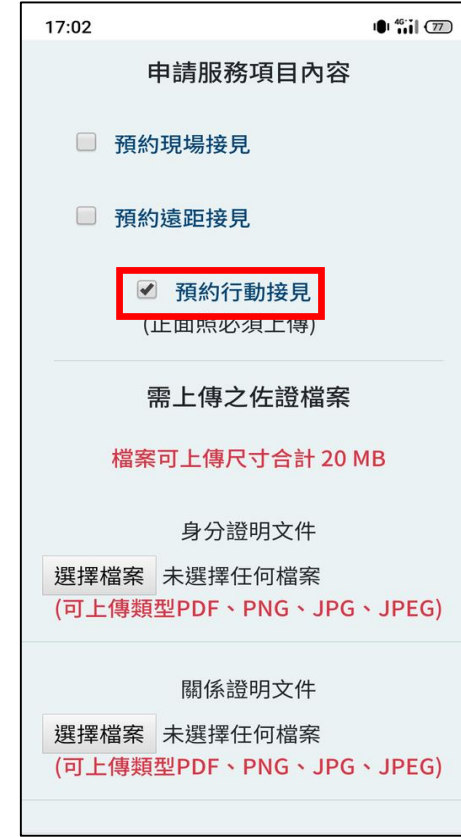 17:02 4G 77
申請服務項目內容
預約現場接見
預約遠距接見
預約行動接見
(正面照必須上傳)
需上傳之佐證檔案
檔案可上傳尺寸合計 20 MB
身分證明文件
選擇檔案 未選擇任何檔案
(可上傳類型PDF、PNG、JPG、JPEG)
關係證明文件
選擇檔案 未選擇任何檔案
(可上傳類型PDF、PNG、JPG、JPEG)